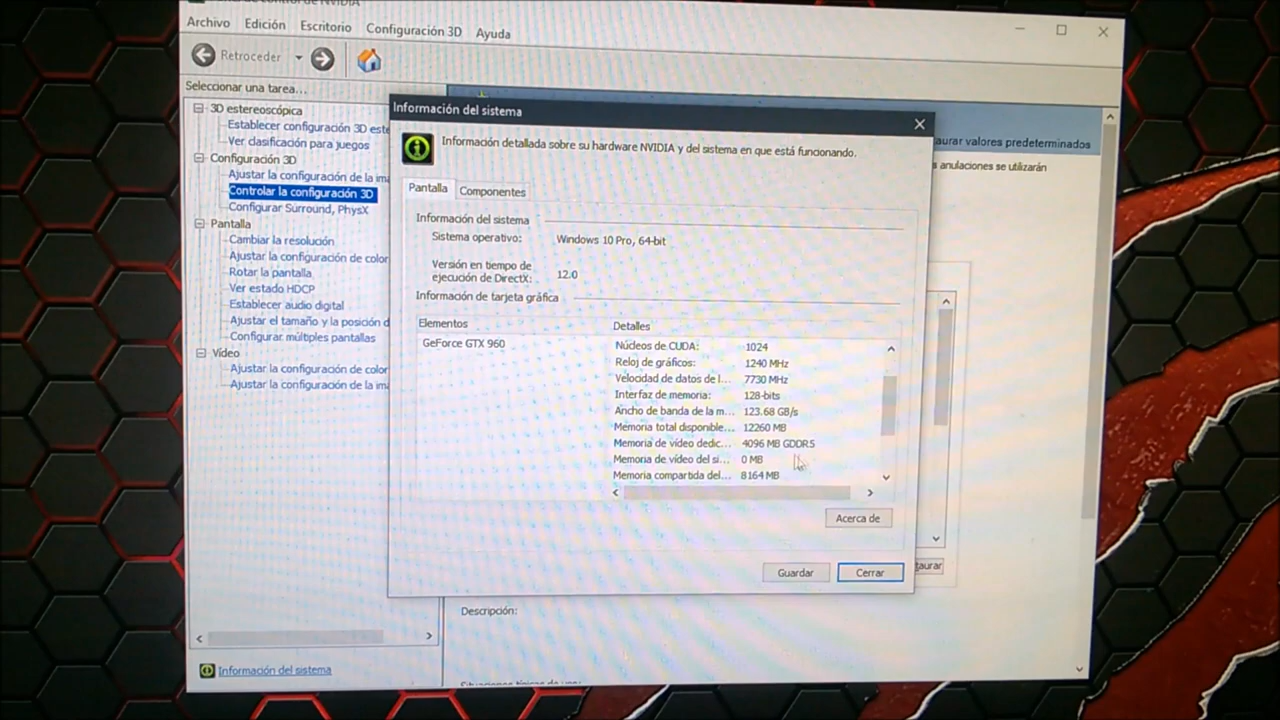 Archivo Edición Escritorio Configuración 3D Ayuda
Retroceder
Seleccionar una tarea...
3D estereoscópica
Establecer configuración 3D este
Ver clasificación para juegos
Configuración 3D
Ajustar la configuración de la ima
Controlar la configuración 3D
Configurar Surround, PhysX
Pantalla
Cambiar la resolución
Ajustar la configuración de color
Rotar la pantalla
Ver estado HDCP
Establecer audio digital
Ajustar el tamaño y la posición d
Configurar múltiples pantallas
Vídeo
Ajustar la configuración de color
Ajustar la configuración de la ima
Información del sistema
Información del sistema
Información detallada sobre su hardware NVIDIA y del sistema en que está funcionando.
Pantalla Componentes
Información del sistema
Sistema operativo: Windows 10 Pro, 64-bit
Versión en tiempo de
ejecución de DirectX: 12.0
Información de tarjeta gráfica
Elementos
GeForce GTX 960
Detalles
Núcleos de CUDA: 1024
Reloj de gráficos: 1240 MHz
Velocidad de datos de l... 7730 MHz
Interfaz de memoria: 128-bits
Ancho de banda de la m... 123.68 GB/s
Memoria total disponible... 12260 MB
Memoria de vídeo dedic... 4096 MB GDDR5
Memoria de vídeo del si... 0 MB
Memoria compartida del... 8164 MB
Acerca de
Guardar Cerrar
aurar valores predeterminados
s anulaciones se utilizarán
taurar
Descripción: